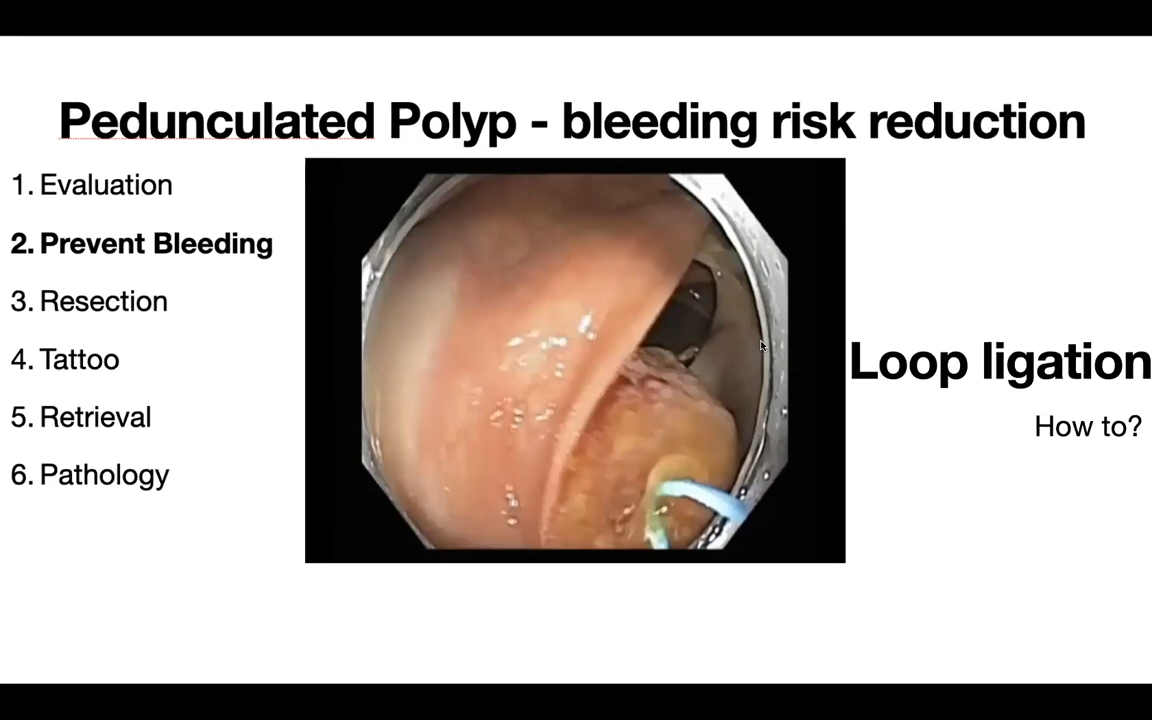 Pedunculated Polyp - bleeding risk reduction
1. Evaluation
2. Prevent Bleeding
3. Resection
4. Tattoo
5. Retrieval
6. Pathology
Loop ligation
How to?